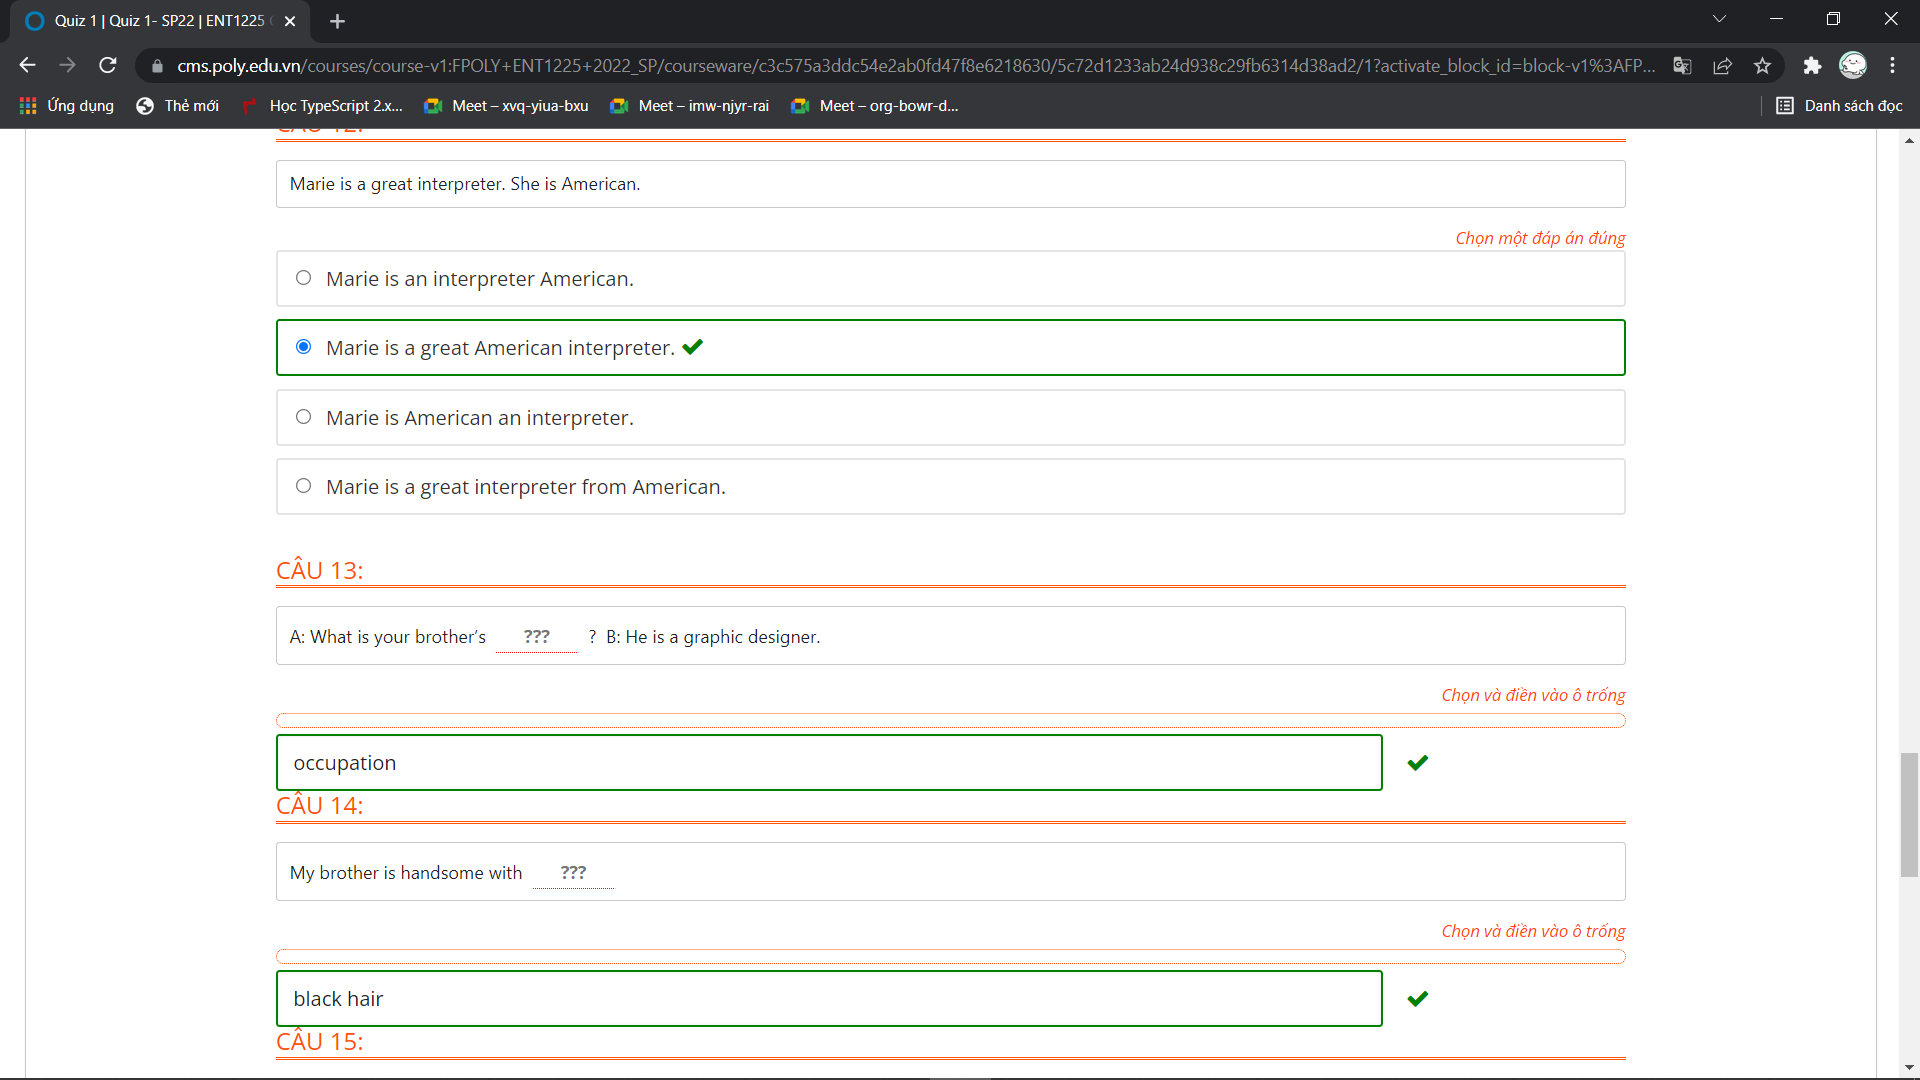 Quiz 1 | Quiz 1- SP22 | ENT1225
cms.poly.edu.vn/courses/course-v1:FPOLY+ENT1225+2022_SP/courseware/c3c575a3ddc54e2ab0fd47f8e6218630/5c72d1233ab24d938c29fb6314d38ad2/1?activate_block_id=block-v1%3AFP...
Ứng dụng Thẻ mới Học TypeScript 2.x... Meet – xvq-yiua-bxu Meet – imw-njyr-rai Meet – org-bowr-d... Danh sách đọc
CÂU 12:
Marie is a great interpreter. She is American.
Chọn một đáp án đúng
Marie is an interpreter American.
Marie is a great American interpreter.
Marie is American an interpreter.
Marie is a great interpreter from American.
CÂU 13:
A: What is your brother’s ??? ? B: He is a graphic designer.
Chọn và điền vào ô trống
occupation
CÂU 14:
My brother is handsome with ???
Chọn và điền vào ô trống
black hair
CÂU 15: